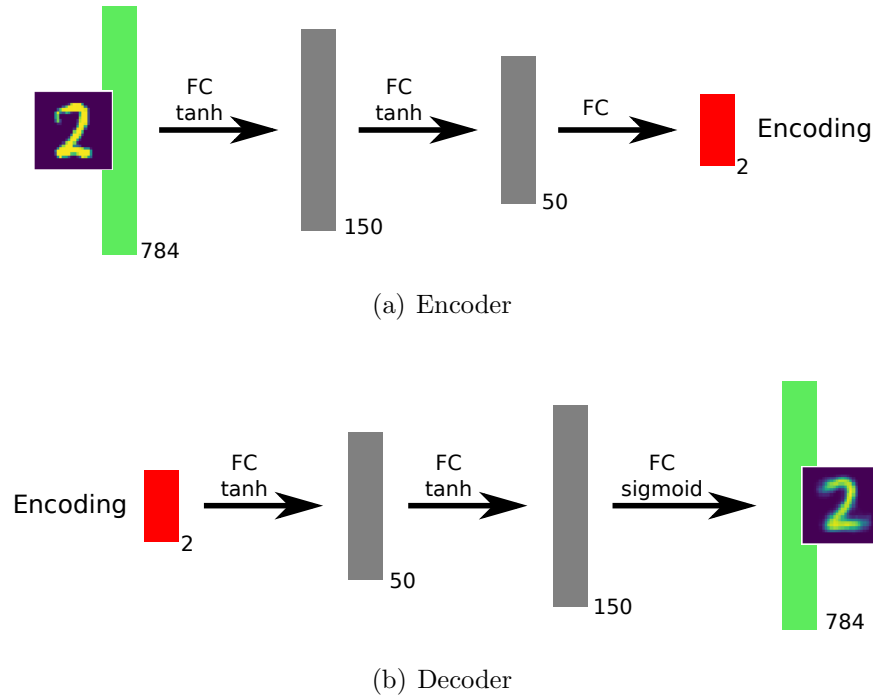 FC
tanh
FC
tanh
FC
Encoding
2
50
150
784
(a) Encoder
FC
tanh
FC
tanh
FC
sigmoid
Encoding
2
50
150
784
(b) Decoder